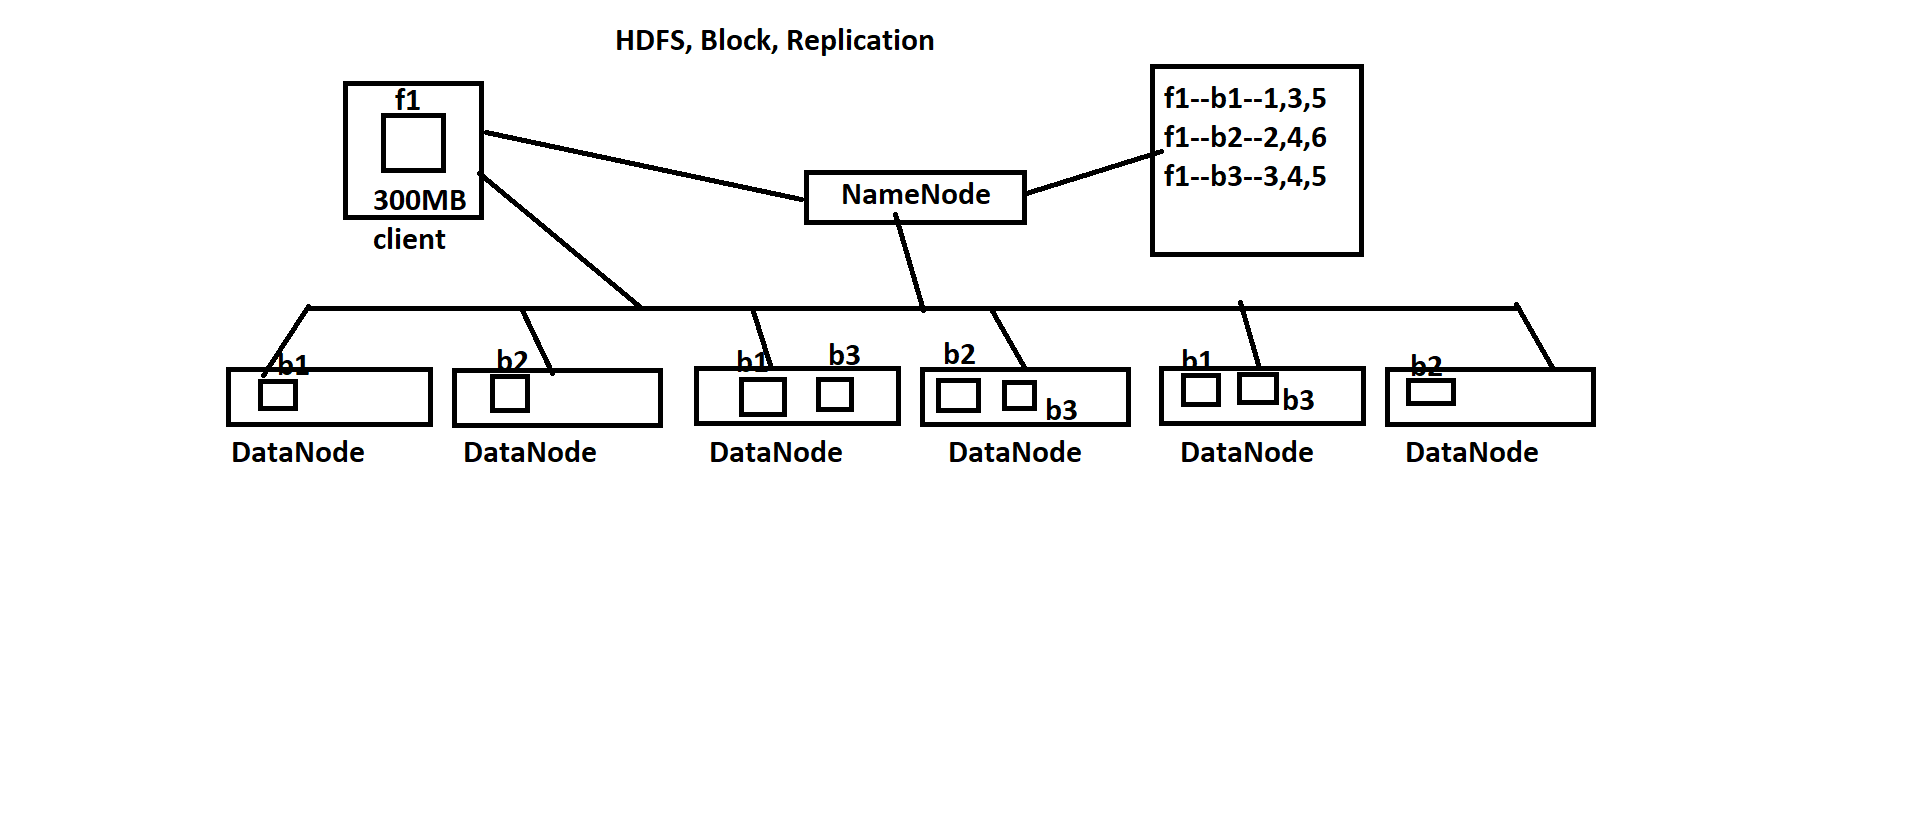 HDFS, Block, Replication
f1
300MB
client
NameNode
f1--b1--1,3,5
f1--b2--2,4,6
f1--b3--3,4,5
b1
b2
b1
b3
b2
b3
b1
b3
b2
DataNode
DataNode
DataNode
DataNode
DataNode
DataNode